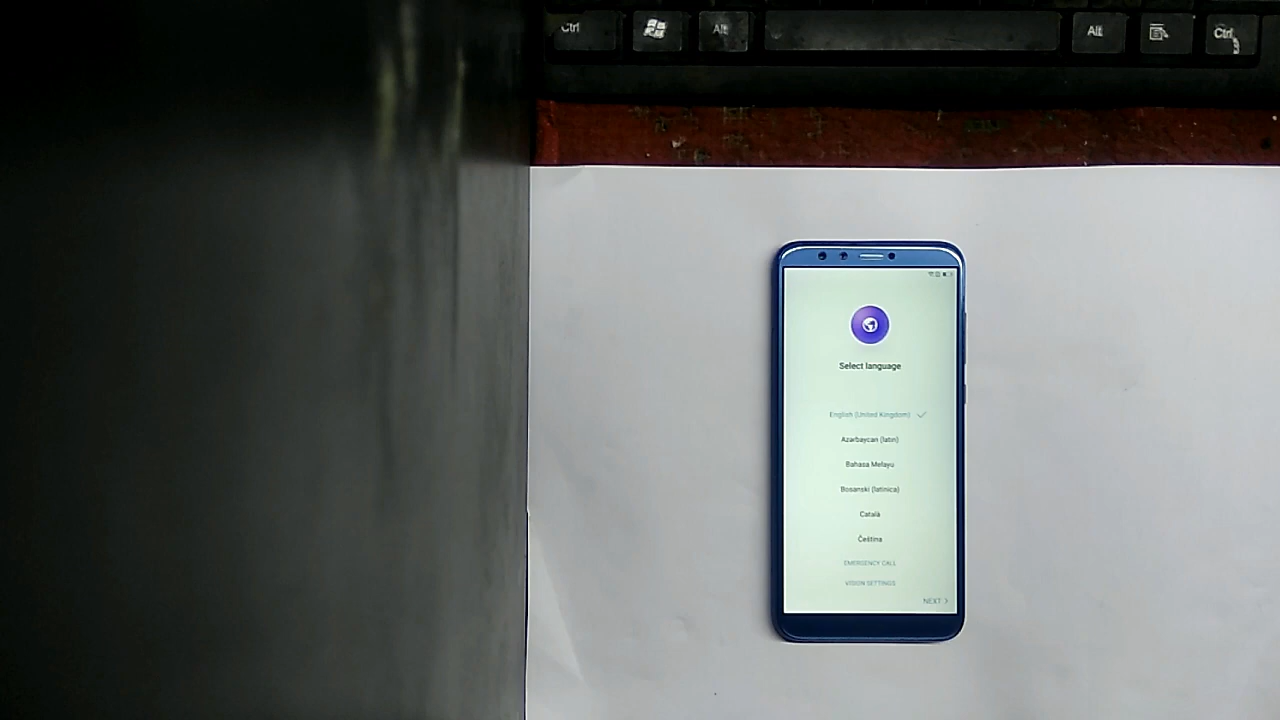 Ctrl
Alt
Alt
Ctrl
Select language
English (United Kingdom)
Azərbaycan (latın)
Bahasa Melayu
Bosanski (latinica)
Català
Čeština
EMERGENCY CALL
VISION SETTINGS
NEXT